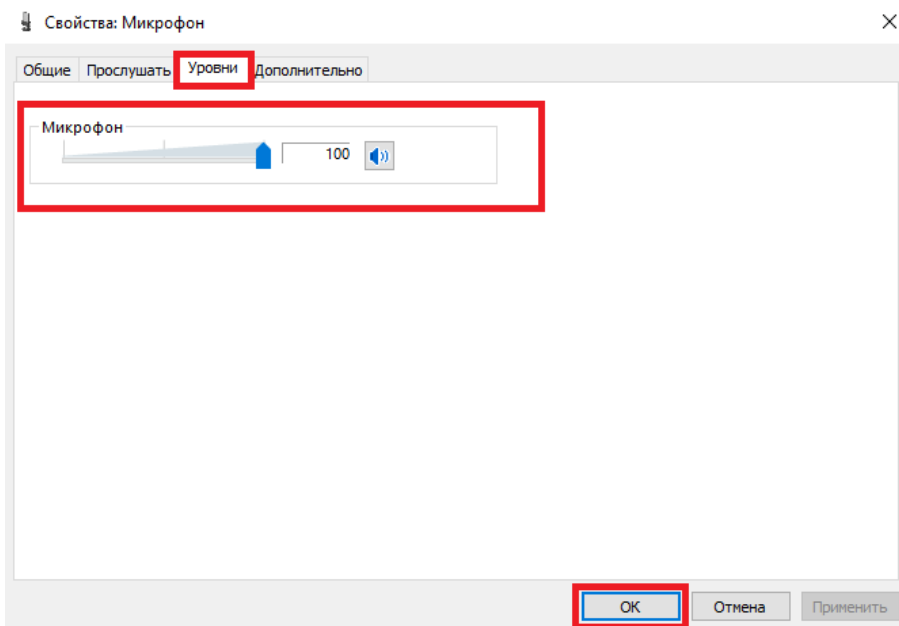 Свойства: Микрофон
Общие Прослушать Уровни Дополнительно
Микрофон
100
ОК Отмена Применить